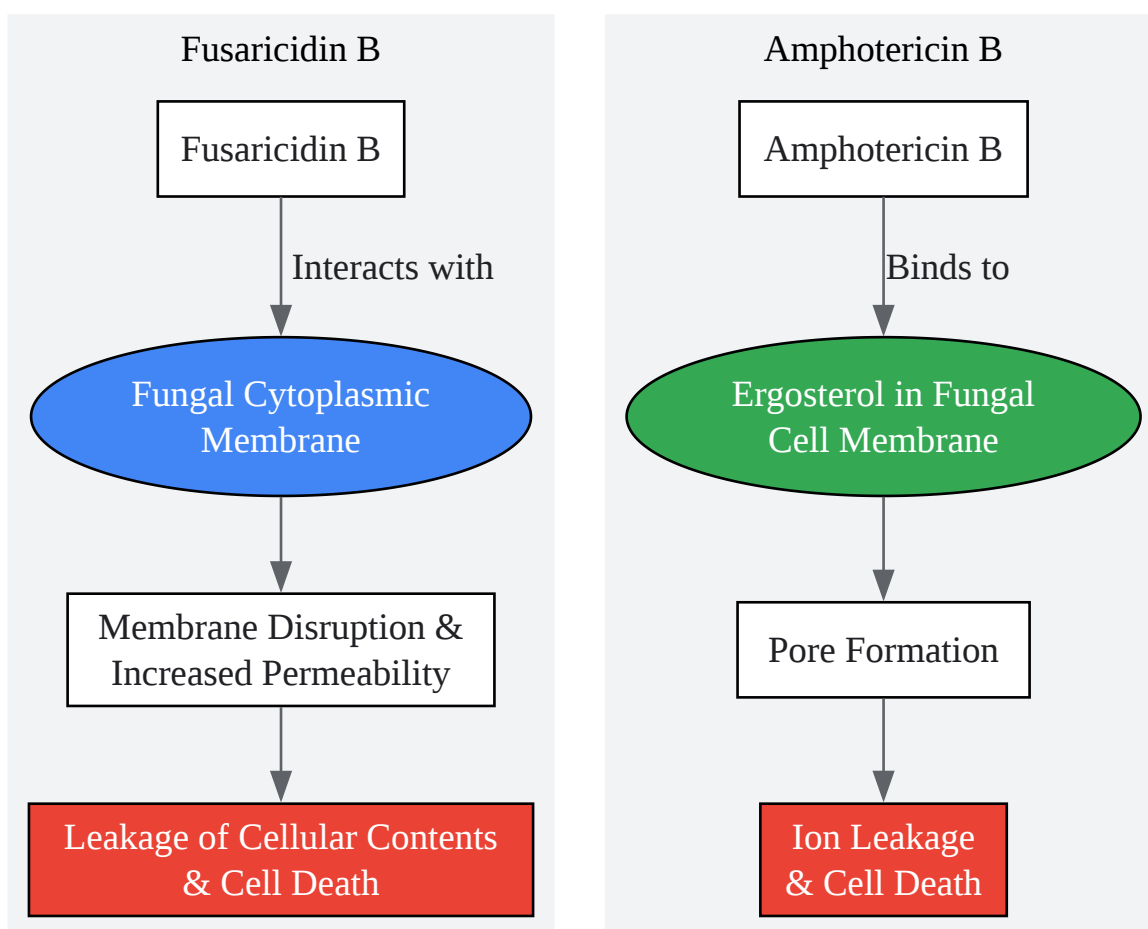 Fusaricidin B
Fusaricidin B
Interacts with
Fungal Cytoplasmic
Membrane
Membrane Disruption &
Increased Permeability
Leakage of Cellular Contents
& Cell Death
Amphotericin B
Amphotericin B
Binds to
Ergosterol in Fungal
Cell Membrane
Pore Formation
Ion Leakage
& Cell Death